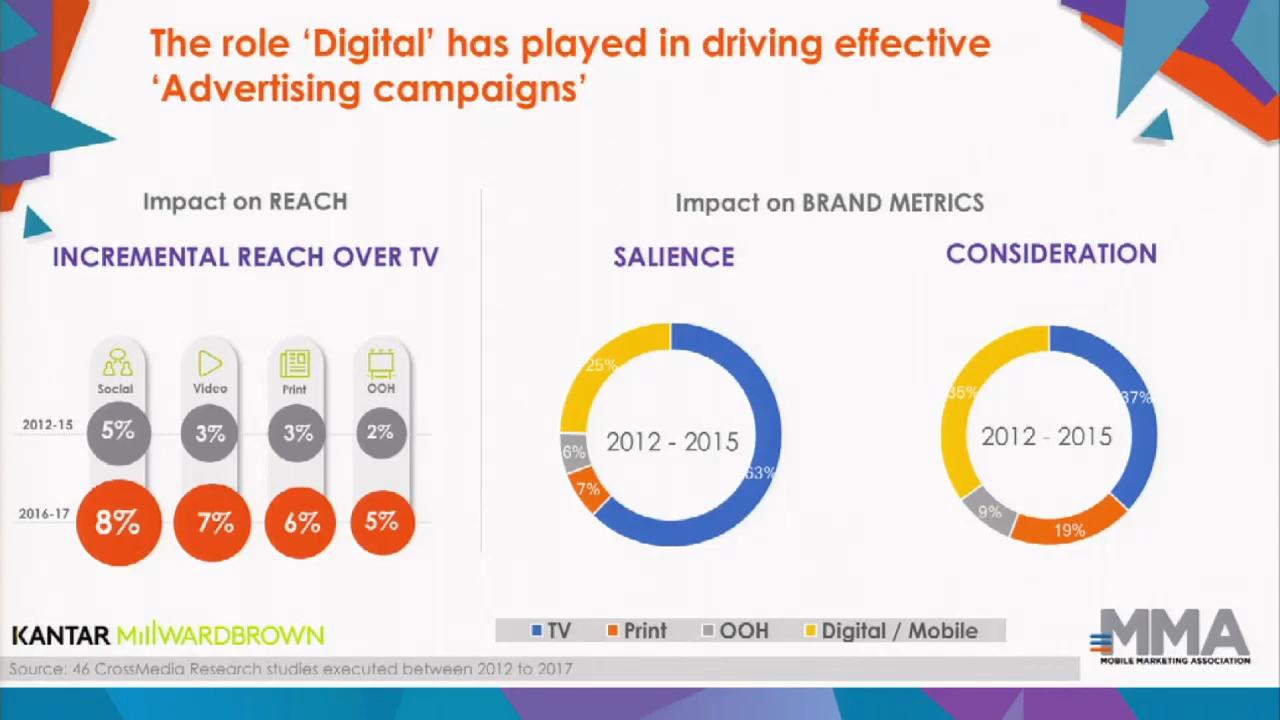 The role ‘Digital’ has played in driving effective
‘Advertising campaigns’
Impact on REACH
INCREMENTAL REACH OVER TV
Social
Video
Print
OOH
2012-15
5%
3%
3%
2%
2016-17
8%
7%
6%
5%
Impact on BRAND METRICS
SALIENCE
CONSIDERATION
25%
6%
7%
63%
2012 - 2015
35%
37%
9%
19%
2012 - 2015
TV
Print
OOH
Digital / Mobile
KANTAR MillWARDBROWN
MMA
MOBILE MARKETING ASSOCIATION
Source: 46 CrossMedia Research studies executed between 2012 to 2017